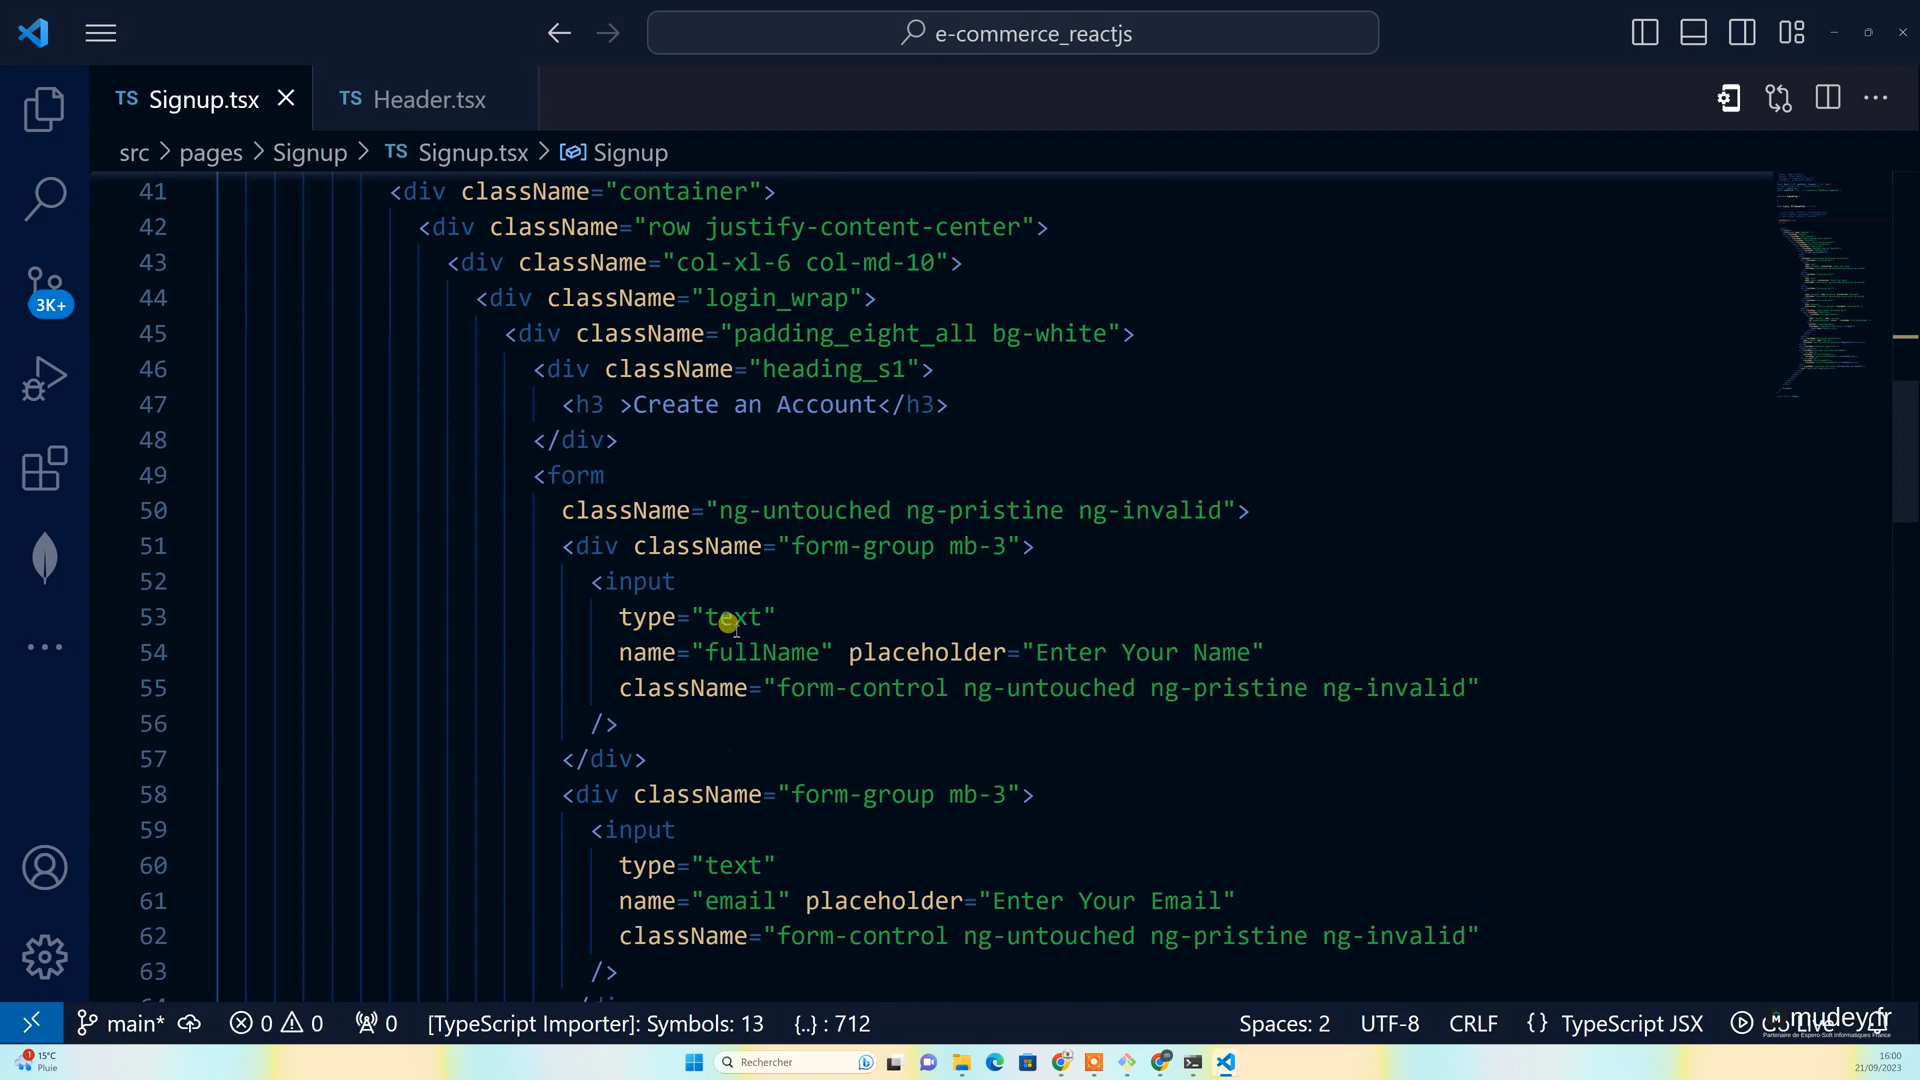 e-commerce_reactjs
TS Signup.tsx
TS Header.tsx
src > pages > Signup > TS Signup.tsx > Signup
41 <div className="container">
42 <div className="row justify-content-center">
43 <div className="col-xl-6 col-md-10">
44 <div className="login_wrap">
45 <div className="padding_eight_all bg-white">
46 <div className="heading_s1">
47 <h3 >Create an Account</h3>
48 </div>
49 <form
50 className="ng-untouched ng-pristine ng-invalid">
51 <div className="form-group mb-3">
52 <input
53 type="text"
54 name="fullName" placeholder="Enter Your Name"
55 className="form-control ng-untouched ng-pristine ng-invalid"
56 />
57 </div>
58 <div className="form-group mb-3">
59 <input
60 type="text"
61 name="email" placeholder="Enter Your Email"
62 className="form-control ng-untouched ng-pristine ng-invalid"
63 />
3K+
main* 0 0 0 [TypeScript Importer]: Symbols: 13 {..} : 712 Spaces: 2 UTF-8 CRLF {} TypeScript JSX
mudey.fr
Partenaire de Espero-Soft Informatiques France
1
15°C
Pluie
Rechercher
16:00
21/09/2023